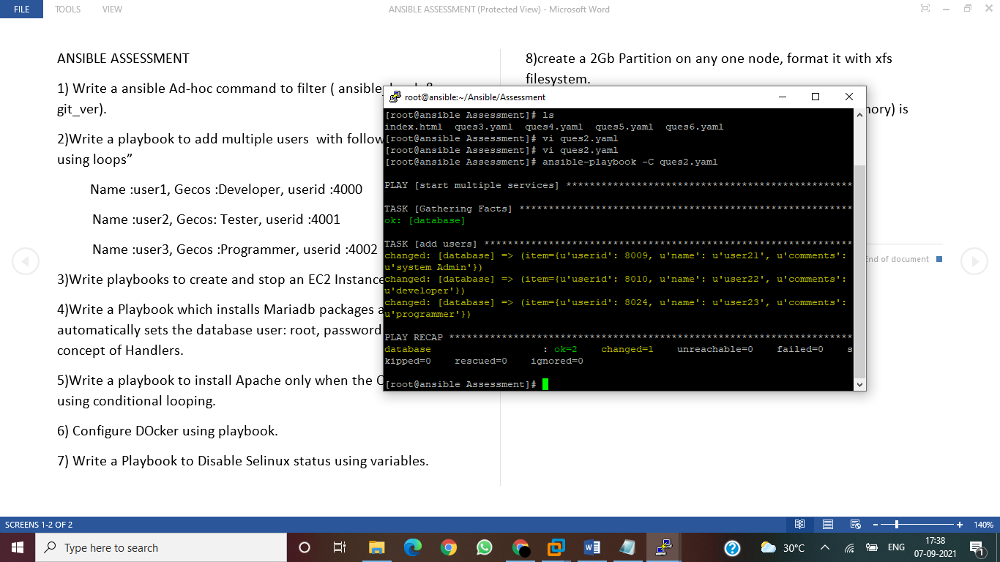 FILE TOOLS VIEW ANSIBLE ASSESSMENT (Protected View) - Microsoft Word
ANSIBLE ASSESSMENT
1) Write a ansible Ad-hoc command to filter ( 
git_ver).
2)Write a playbook to add multiple users with follow
using loops”
Name :user1, Gecos :Developer, userid :4000
Name :user2, Gecos: Tester, userid :4001
Name :user3, Gecos :Programmer, userid :4002
3)Write playbooks to create and stop an EC2 Instance
4)Write a Playbook which installs Mariadb packages a
automatically sets the database user: root, password
concept of Handlers.
5)Write a playbook to install Apache only when the
using conditional looping.
6) Configure DOcker using playbook.
7) Write a Playbook to Disable Selinux status using variables.
8)create a 2Gb Partition on any one node, format it with xfs
filesystem.
nory) is
End of document
root@ansible:~/Ansible/Assessment
[root@ansible Assessment]# ls
index.html ques3.yaml ques4.yaml ques5.yaml ques6.yaml
[root@ansible Assessment]# vi ques2.yaml
[root@ansible Assessment]# vi ques2.yaml
[root@ansible Assessment]# ansible-playbook -C ques2.yaml
PLAY [start multiple services] *************************************************
TASK [Gathering Facts] *********************************************************
ok: [database]
TASK [add users] ***************************************************************
changed: [database] => (item={u'userid': 8009, u'name': u'user21', u'comments':
u'system Admin'})
changed: [database] => (item={u'userid': 8010, u'name': u'user22', u'comments':
u'developer'})
changed: [database] => (item={u'userid': 8024, u'name': u'user23', u'comments':
u'programmer'})
PLAY RECAP *********************************************************************
database : ok=2 changed=1 unreachable=0 failed=0 s
kipped=0 rescued=0 ignored=0
[root@ansible Assessment]#
SCREENS 1-2 OF 2 140%
Type here to search 30°C ENG 17:38
07-09-2021 1